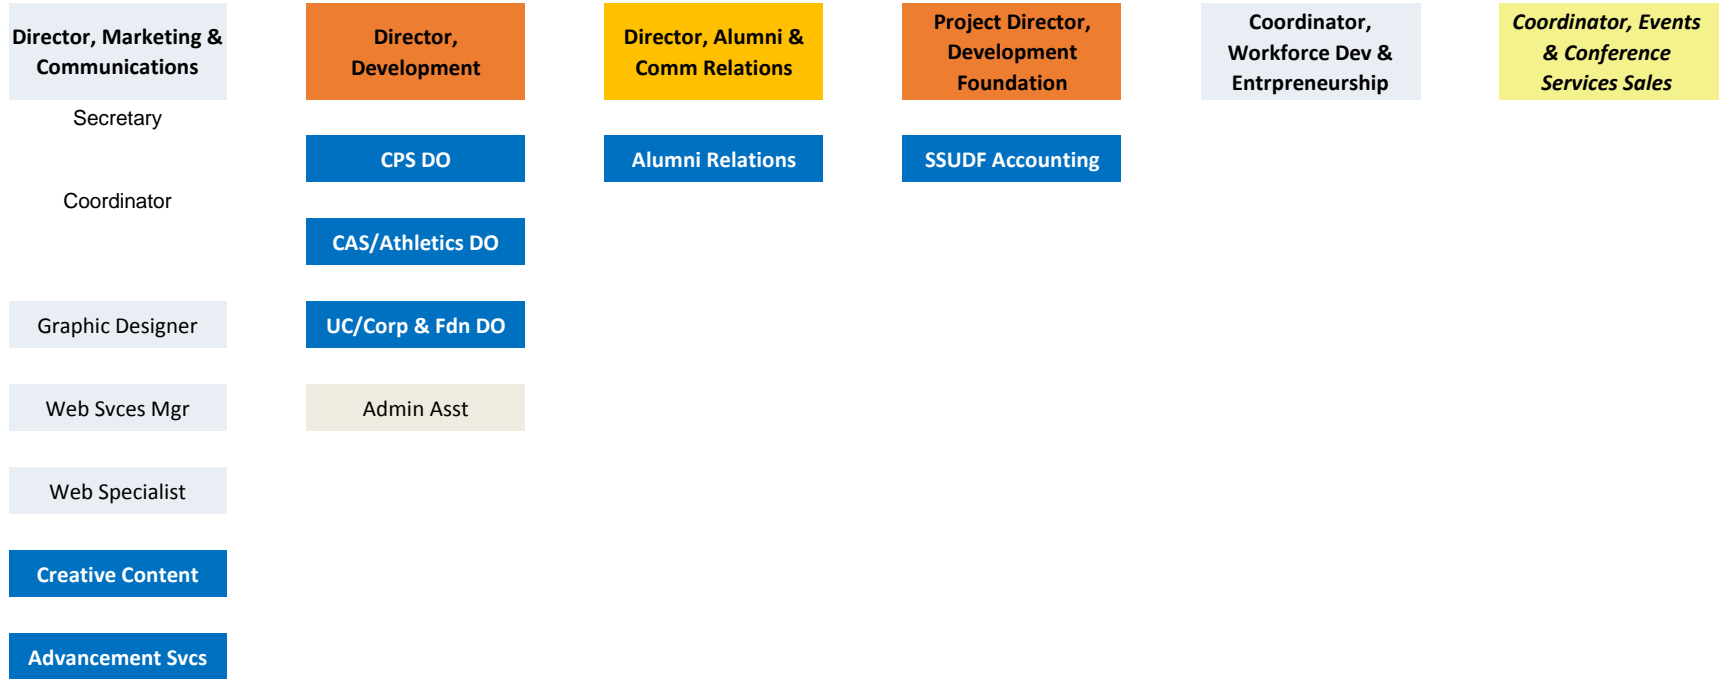 Director, Marketing &
Communications
Director,
Development
Director, Alumni &
Comm Relations
Project Director,
Development
Foundation
Coordinator,
Workforce Dev &
Entrpreneurship
Coordinator, Events
& Conference
Services Sales
Secretary
CPS DO
Alumni Relations
SSUDF Accounting
Coordinator
CAS/Athletics DO
Graphic Designer
UC/Corp & Fdn DO
Web Svces Mgr
Admin Asst
Web Specialist
Creative Content
Advancement Svcs